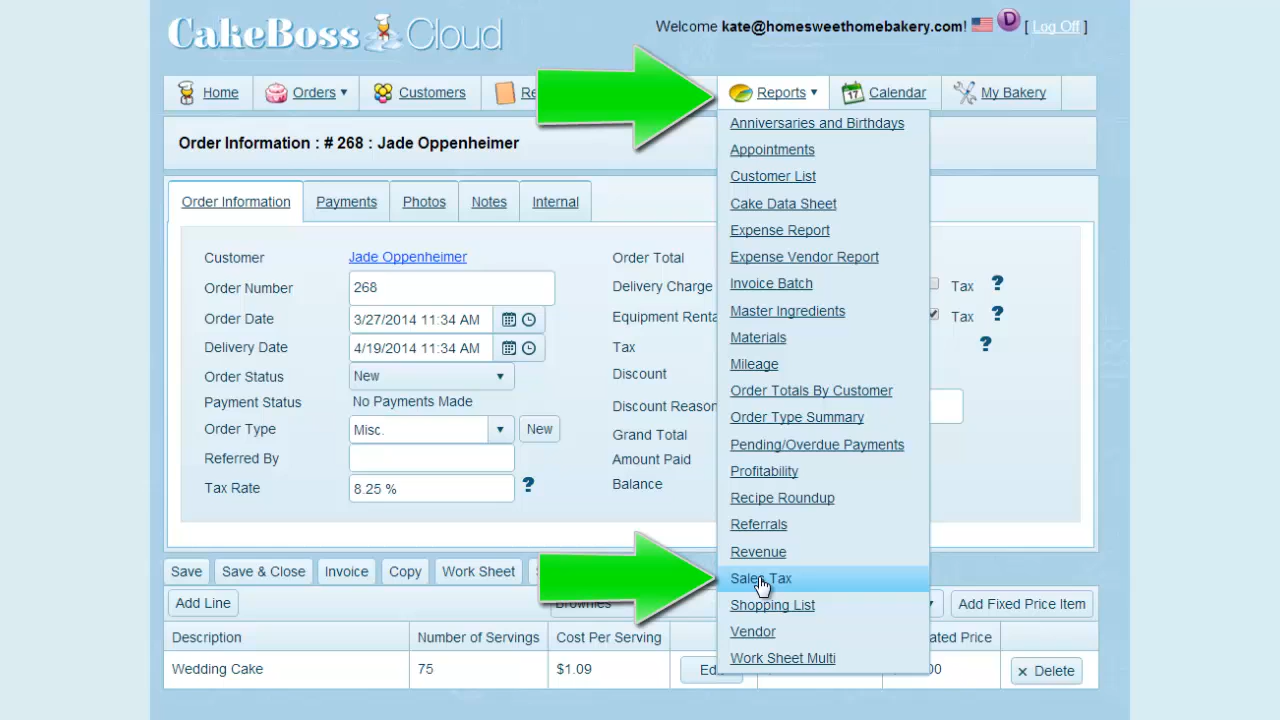 CakeBoss Cloud
Welcome kate@homesweethomebakery.com! D [ Log Off ]
Home Orders Customers Reports 17 Calendar My Bakery
Order Information : # 268 : Jade Oppenheimer
Order Information Payments Photos Notes Internal
Customer Jade Oppenheimer
Order Number 268
Order Date 3/27/2014 11:34 AM
Delivery Date 4/19/2014 11:34 AM
Order Status New
Payment Status No Payments Made
Order Type Misc. New
Referred By
Tax Rate 8.25 % ?
Order Total
Delivery Charge Tax ?
Equipment Tax ?
Tax ?
Discount
Discount Reason
Grand Total
Amount Paid
Balance
Anniversaries and Birthdays
Appointments
Customer List
Cake Data Sheet
Expense Report
Expense Vendor Report
Invoice Batch
Master Ingredients
Materials
Mileage
Order Totals By Customer
Order Type Summary
Pending/Overdue Payments
Profitability
Recipe Roundup
Referrals
Revenue
Sales Tax
Shopping List
Vendor
Work Sheet Multi
Save Save & Close Invoice Copy Work Sheet
Add Line Brownies Add Fixed Price Item
Description Number of Servings Cost Per Serving Price
Wedding Cake 75 $1.09 Delete